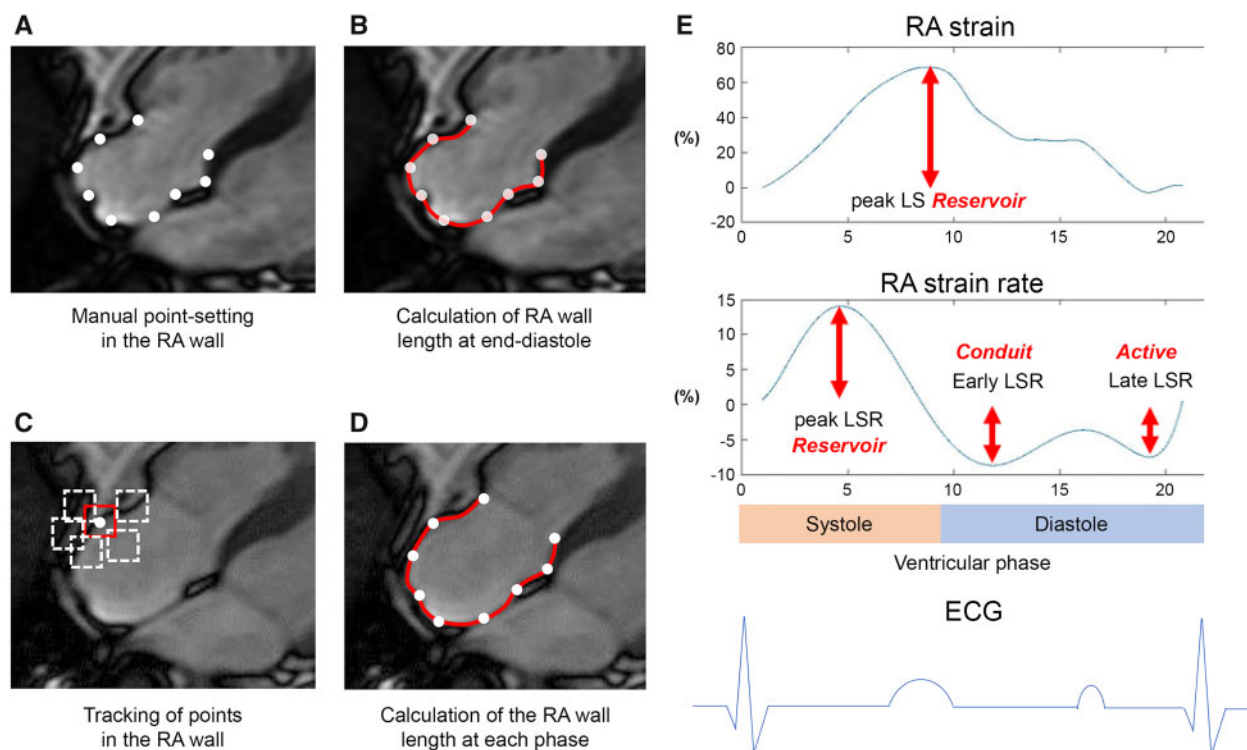 A
Manual point-setting
in the RA wall
B
Calculation of RA wall
length at end-diastole
C
Tracking of points
in the RA wall
D
Calculation of the RA wall
length at each phase
E
RA strain
80
60
40
20
0
-20
(%)
peak LS Reservoir
0 5 10 15 20
RA strain rate
15
10
5
0
-5
-10
(%)
peak LSR
Reservoir
Conduit
Early LSR
Active
Late LSR
0 5 10 15 20
Systole Diastole
Ventricular phase
ECG